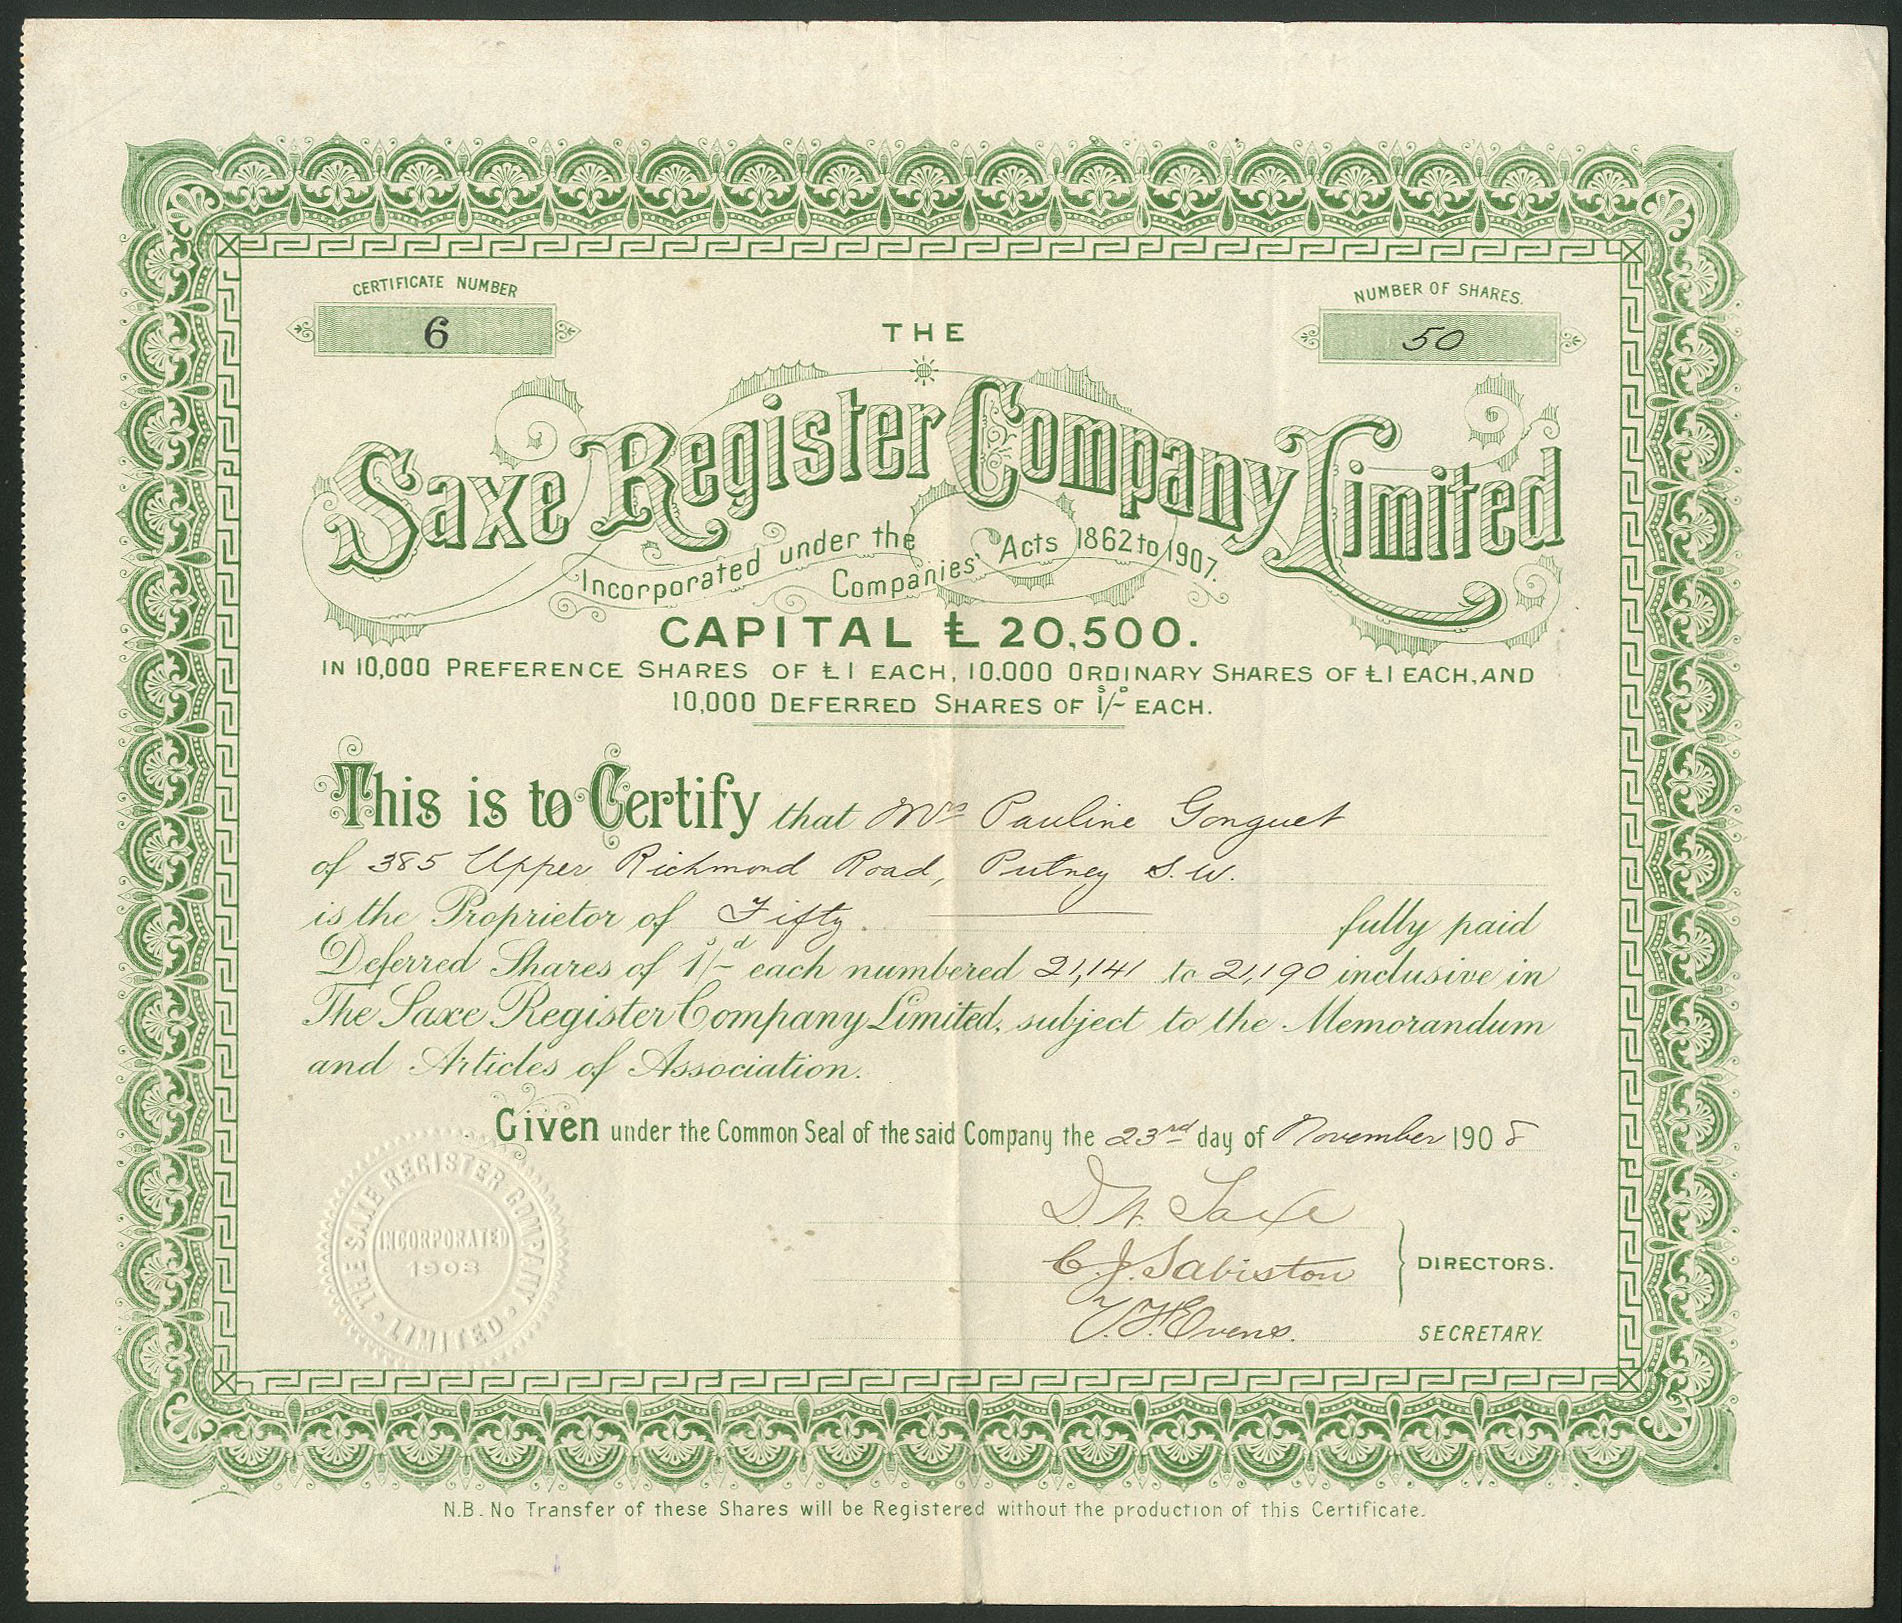 CERTIFICATE NUMBER
6
NUMBER OF SHARES.
50
THE
Saxe Register Company Limited
Incorporated under the Companies' Acts 1862 to 1907.
CAPITAL £ 20,500.
IN 10,000 PREFERENCE SHARES OF £1 EACH, 10.000 ORDINARY SHARES OF £1 EACH, AND
10,000 DEFERRED SHARES OF 1/- EACH.
This is to Certify that Mrs Pauline Gonguet
of 385 Upper Richmond Road, Putney S.W.
is the Proprietor of Fifty fully paid
Deferred Shares of 1/- each numbered 21,141 to 21,190 inclusive in
The Saxe Register Company Limited, subject to the Memorandum
and Articles of Association.
Given under the Common Seal of the said Company the 23rd day of November 1908
THE SAXE REGISTER COMPANY LIMITED
INCORPORATED
1908
D. W. Saxe
C. J. Sabiston
DIRECTORS.
Evens.
SECRETARY.
N.B. No Transfer of these Shares will be Registered without the production of this Certificate.